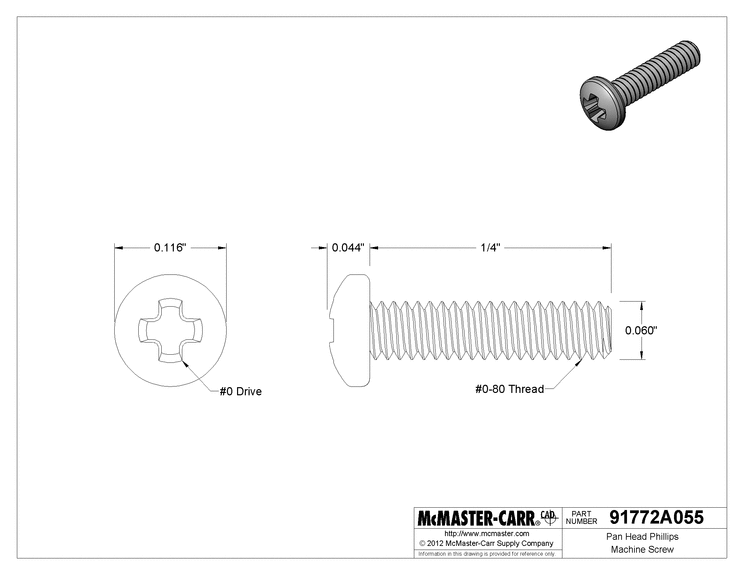 0.116"
0.044"
1/4"
0.060"
#0 Drive
#0-80 Thread
McMASTER-CARR® CAD
http://www.mcmaster.com
© 2012 McMaster-Carr Supply Company
Information in this drawing is provided for reference only.
PART
NUMBER
91772A055
Pan Head Phillips
Machine Screw